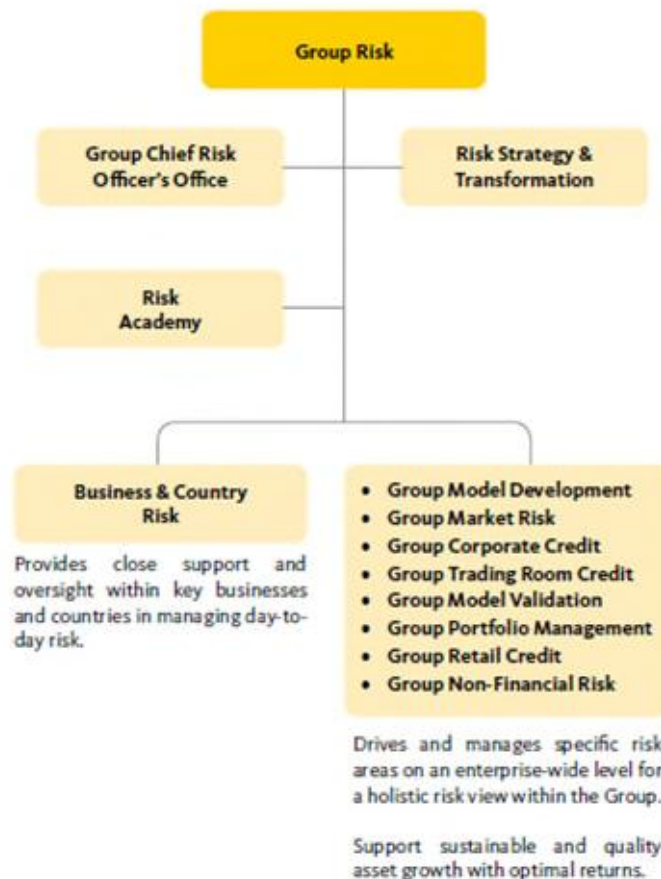 Group Risk
Group Chief Risk
Officer's Office
Risk Strategy &
Transformation
Risk
Academy
Business & Country
Risk
Provides close support and
oversight within key businesses
and countries in managing day-to-
day risk.
• Group Model Development
• Group Market Risk
• Group Corporate Credit
• Group Trading Room Credit
• Group Model Validation
• Group Portfolio Management
• Group Retail Credit
• Group Non-Financial Risk
Drives and manages specific risk
areas on an enterprise-wide level for
a holistic risk view within the Group.
Support sustainable and quality
asset growth with optimal returns.